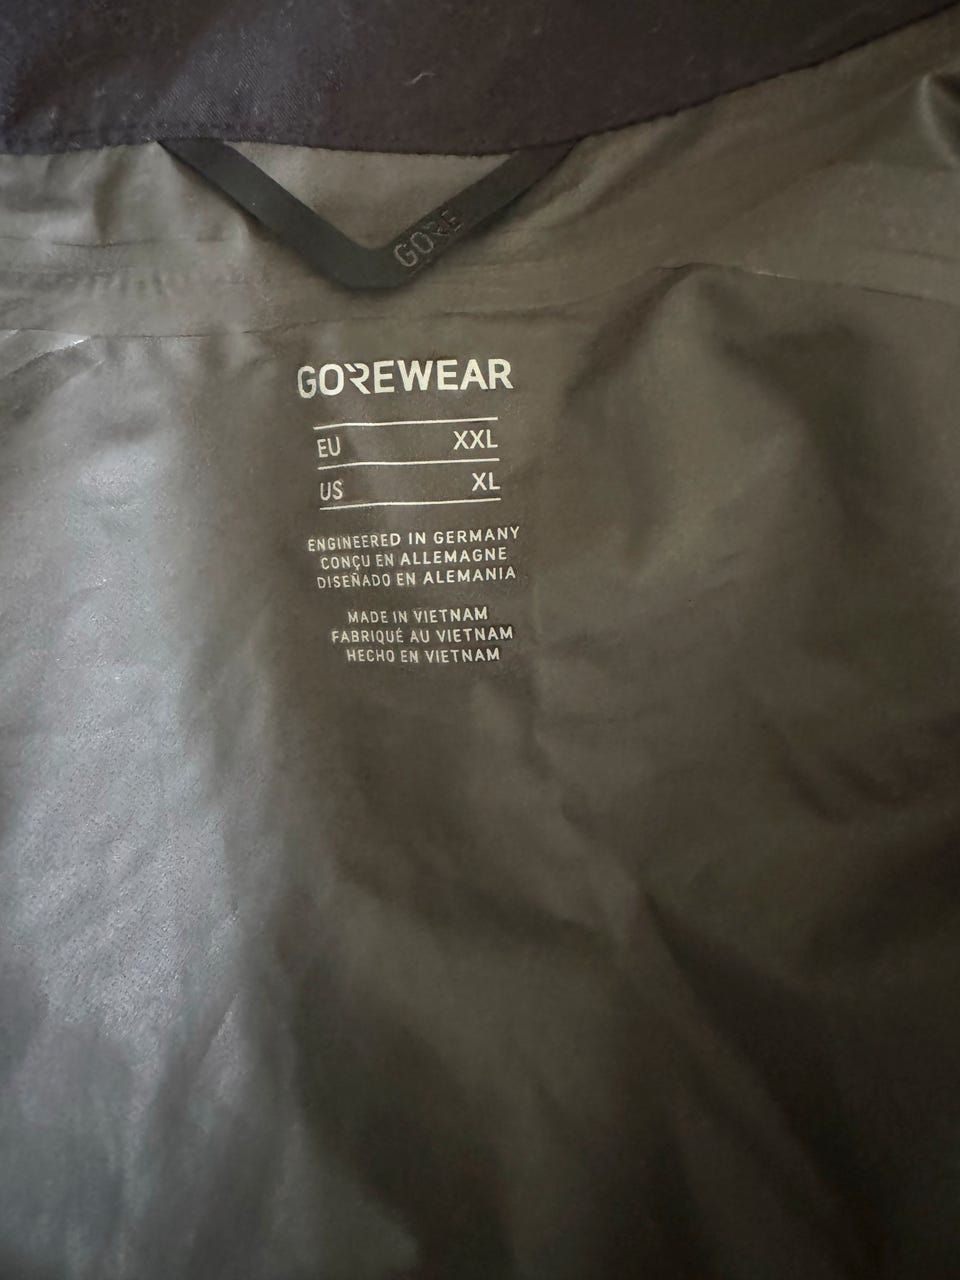 GORE
GOREWEAR
EU XXL
US XL
ENGINEERED IN GERMANY
CONÇU EN ALLEMAGNE
DISEÑADO EN ALEMANIA
MADE IN VIETNAM
FABRIQUÉ AU VIETNAM
HECHO EN VIETNAM